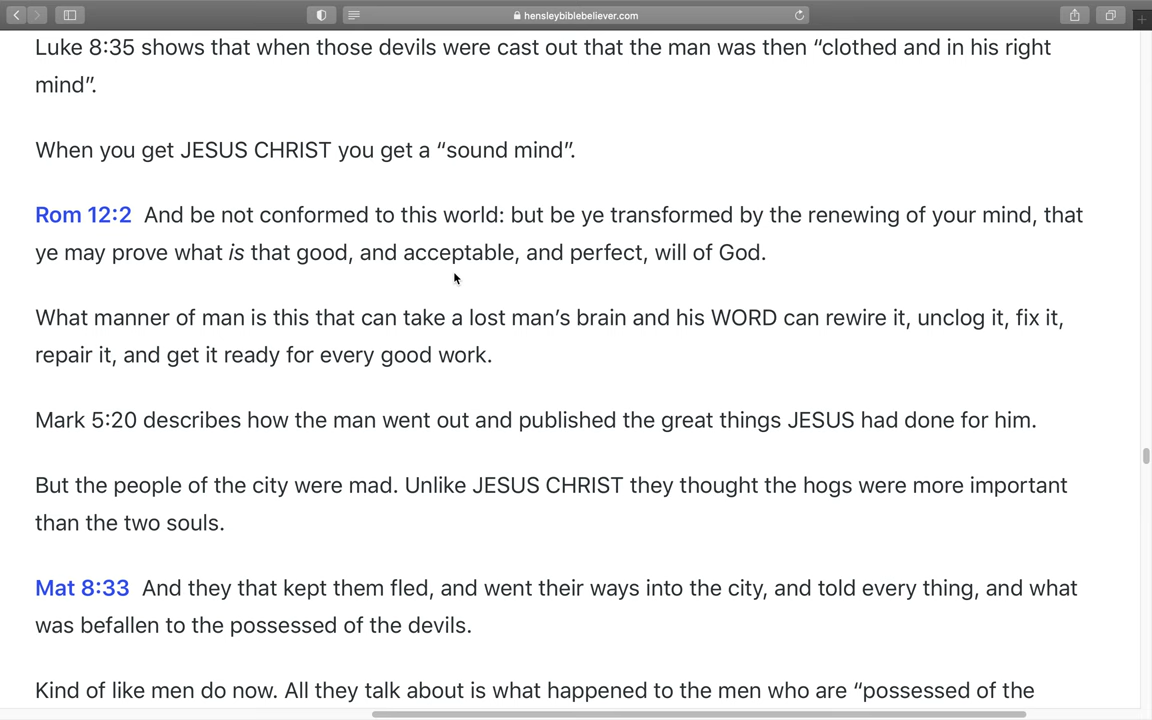 hensleybiblebeliever.com
Luke 8:35 shows that when those devils were cast out that the man was then “clothed and in his right
mind”.
When you get JESUS CHRIST you get a “sound mind”.
Rom 12:2 And be not conformed to this world: but be ye transformed by the renewing of your mind, that
ye may prove what is that good, and acceptable, and perfect, will of God.
What manner of man is this that can take a lost man’s brain and his WORD can rewire it, unclog it, fix it,
repair it, and get it ready for every good work.
Mark 5:20 describes how the man went out and published the great things JESUS had done for him.
But the people of the city were mad. Unlike JESUS CHRIST they thought the hogs were more important
than the two souls.
Mat 8:33 And they that kept them fled, and went their ways into the city, and told every thing, and what
was befallen to the possessed of the devils.
Kind of like men do now. All they talk about is what happened to the men who are “possessed of the